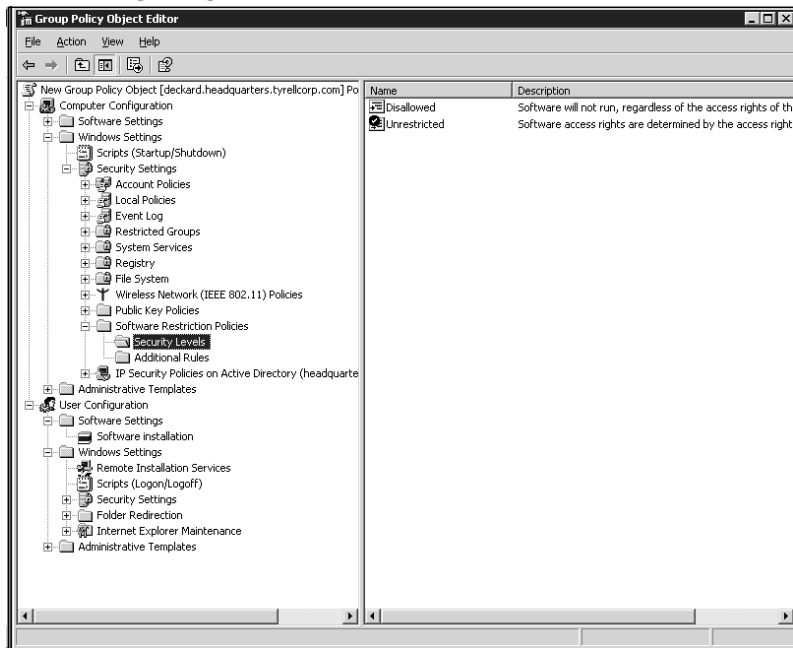 Group Policy Object Editor
File Action View Help
New Group Policy Object [deckard.headquarters.tyrellcorp.com] Po
Computer Configuration
Software Settings
Windows Settings
Scripts (Startup/Shutdown)
Security Settings
Account Policies
Local Policies
Event Log
Restricted Groups
System Services
Registry
File System
Wireless Network (IEEE 802.11) Policies
Public Key Policies
Software Restriction Policies
Security Levels
Additional Rules
IP Security Policies on Active Directory (headquarte
Administrative Templates
User Configuration
Software Settings
Software installation
Windows Settings
Remote Installation Services
Scripts (Logon/Logoff)
Security Settings
Folder Redirection
Internet Explorer Maintenance
Administrative Templates
Name Description
Disallowed Software will not run, regardless of the access rights of th
Unrestricted Software access rights are determined by the access right